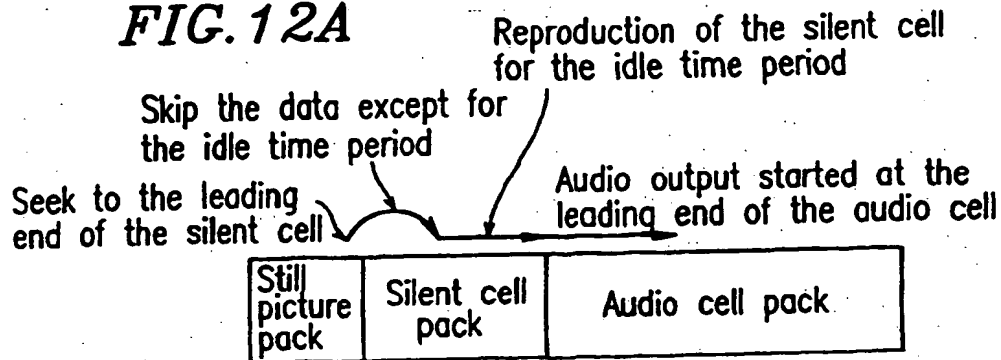 FIG. 12A
Reproduction of the silent cell
for the idle time period
Skip the data except for
the idle time period
Seek to the leading
end of the silent cell
Audio output started at the
leading end of the audio cell
Still
picture
pack
Silent cell
pack
Audio cell pack